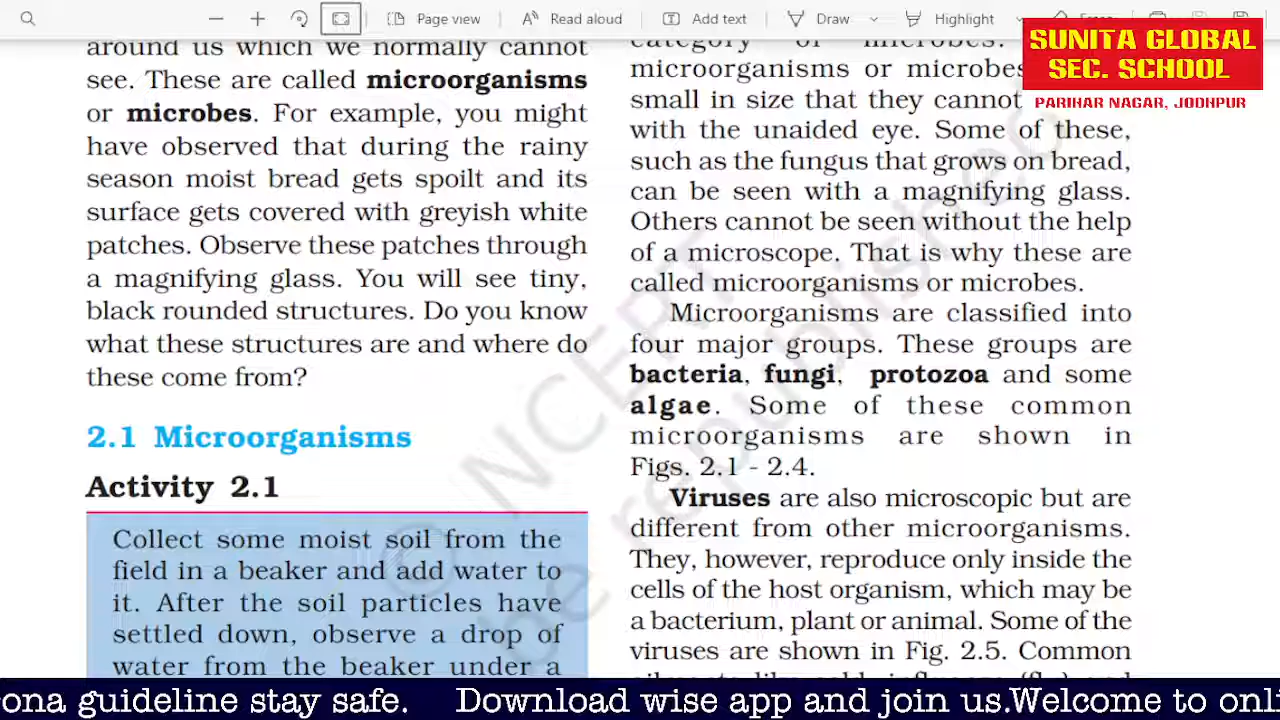 Page view
Read aloud
Add text
Draw
Highlight
SUNITA GLOBAL
SEC. SCHOOL
PARIHAR NAGAR, JODHPUR
around us which we normally cannot
see. These are called microorganisms
or microbes. For example, you might
have observed that during the rainy
season moist bread gets spoilt and its
surface gets covered with greyish white
patches. Observe these patches through
a magnifying glass. You will see tiny,
black rounded structures. Do you know
what these structures are and where do
these come from?
2.1 Microorganisms
Activity 2.1
Collect some moist soil from the
field in a beaker and add water to
it. After the soil particles have
settled down, observe a drop of
water from the beaker under a
category of microbes.
microorganisms or microbes
small in size that they cannot
with the unaided eye. Some of these,
such as the fungus that grows on bread,
can be seen with a magnifying glass.
Others cannot be seen without the help
of a microscope. That is why these are
called microorganisms or microbes.
Microorganisms are classified into
four major groups. These groups are
bacteria, fungi, protozoa and some
algae. Some of these common
microorganisms are shown in
Figs. 2.1 - 2.4.
Viruses are also microscopic but are
different from other microorganisms.
They, however, reproduce only inside the
cells of the host organism, which may be
a bacterium, plant or animal. Some of the
viruses are shown in Fig. 2.5. Common
© NCERT
be republished
ona guideline stay safe. Download wise app and join us.Welcome to onl